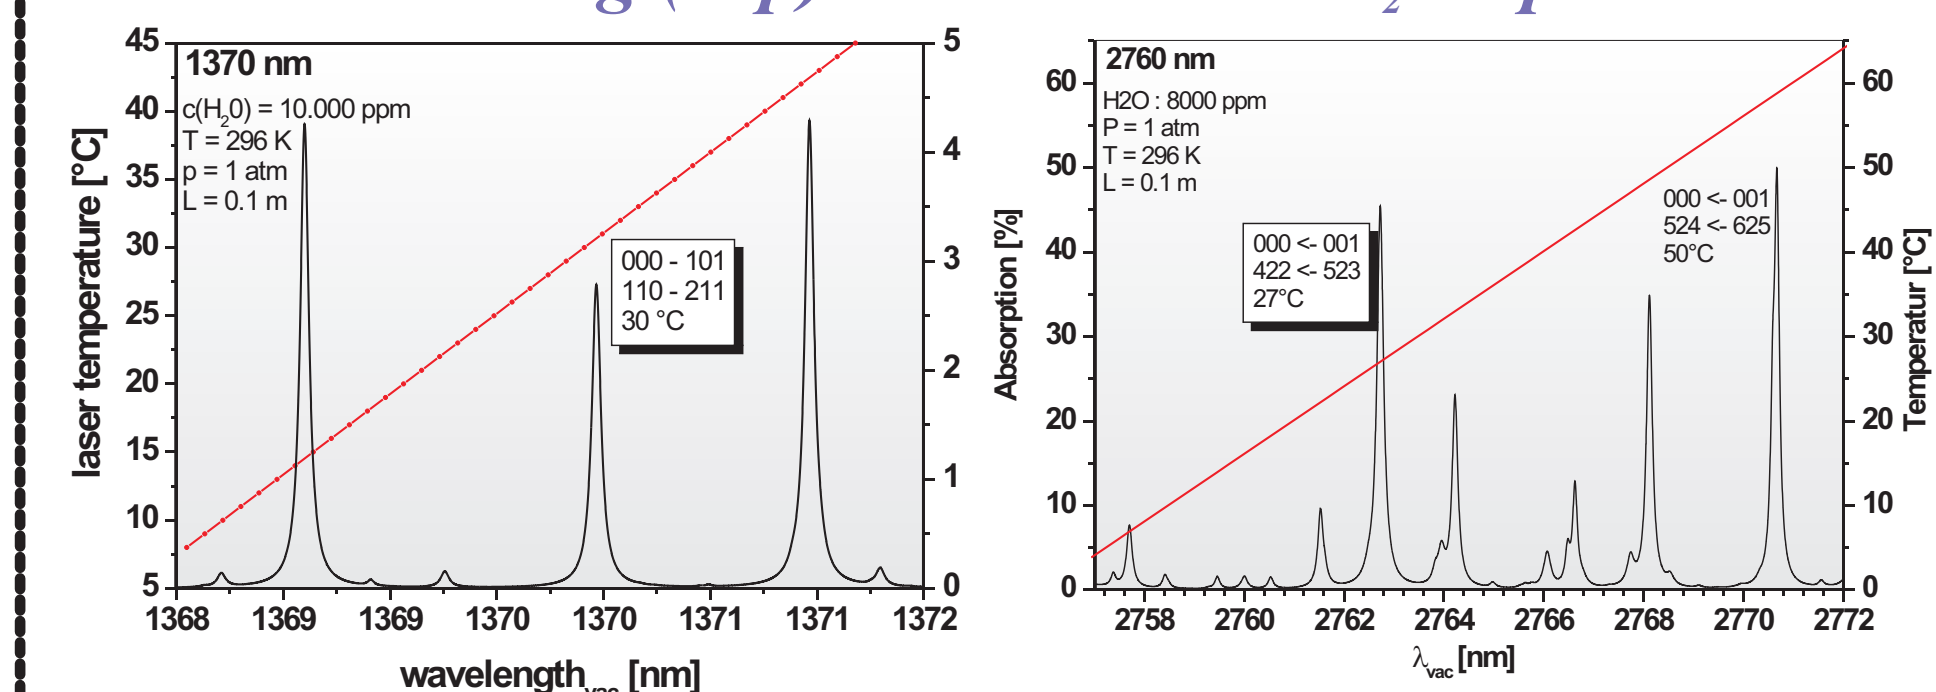 45
40
35
30
25
20
15
10
5
laser temperature [°C]
1370 nm
c(H20) = 10.000 ppm
T = 296 K
p = 1 atm
L = 0.1 m
000 - 101
110 - 211
30 °C
5
4
3
2
1
0
1368 1369 1369 1370 1370 1371 1371 1372
wavelengthvac [nm]
Absorption [%]
60
50
40
30
20
10
0
2760 nm
H2O : 8000 ppm
P = 1 atm
T = 296 K
L = 0.1 m
000 <- 001
422 <- 523
27°C
000 <- 001
524 <- 625
50°C
60
50
40
30
20
10
0
Temperatur [°C]
2758 2760 2762 2764 2766 2768 2770 2772
λvac [nm]